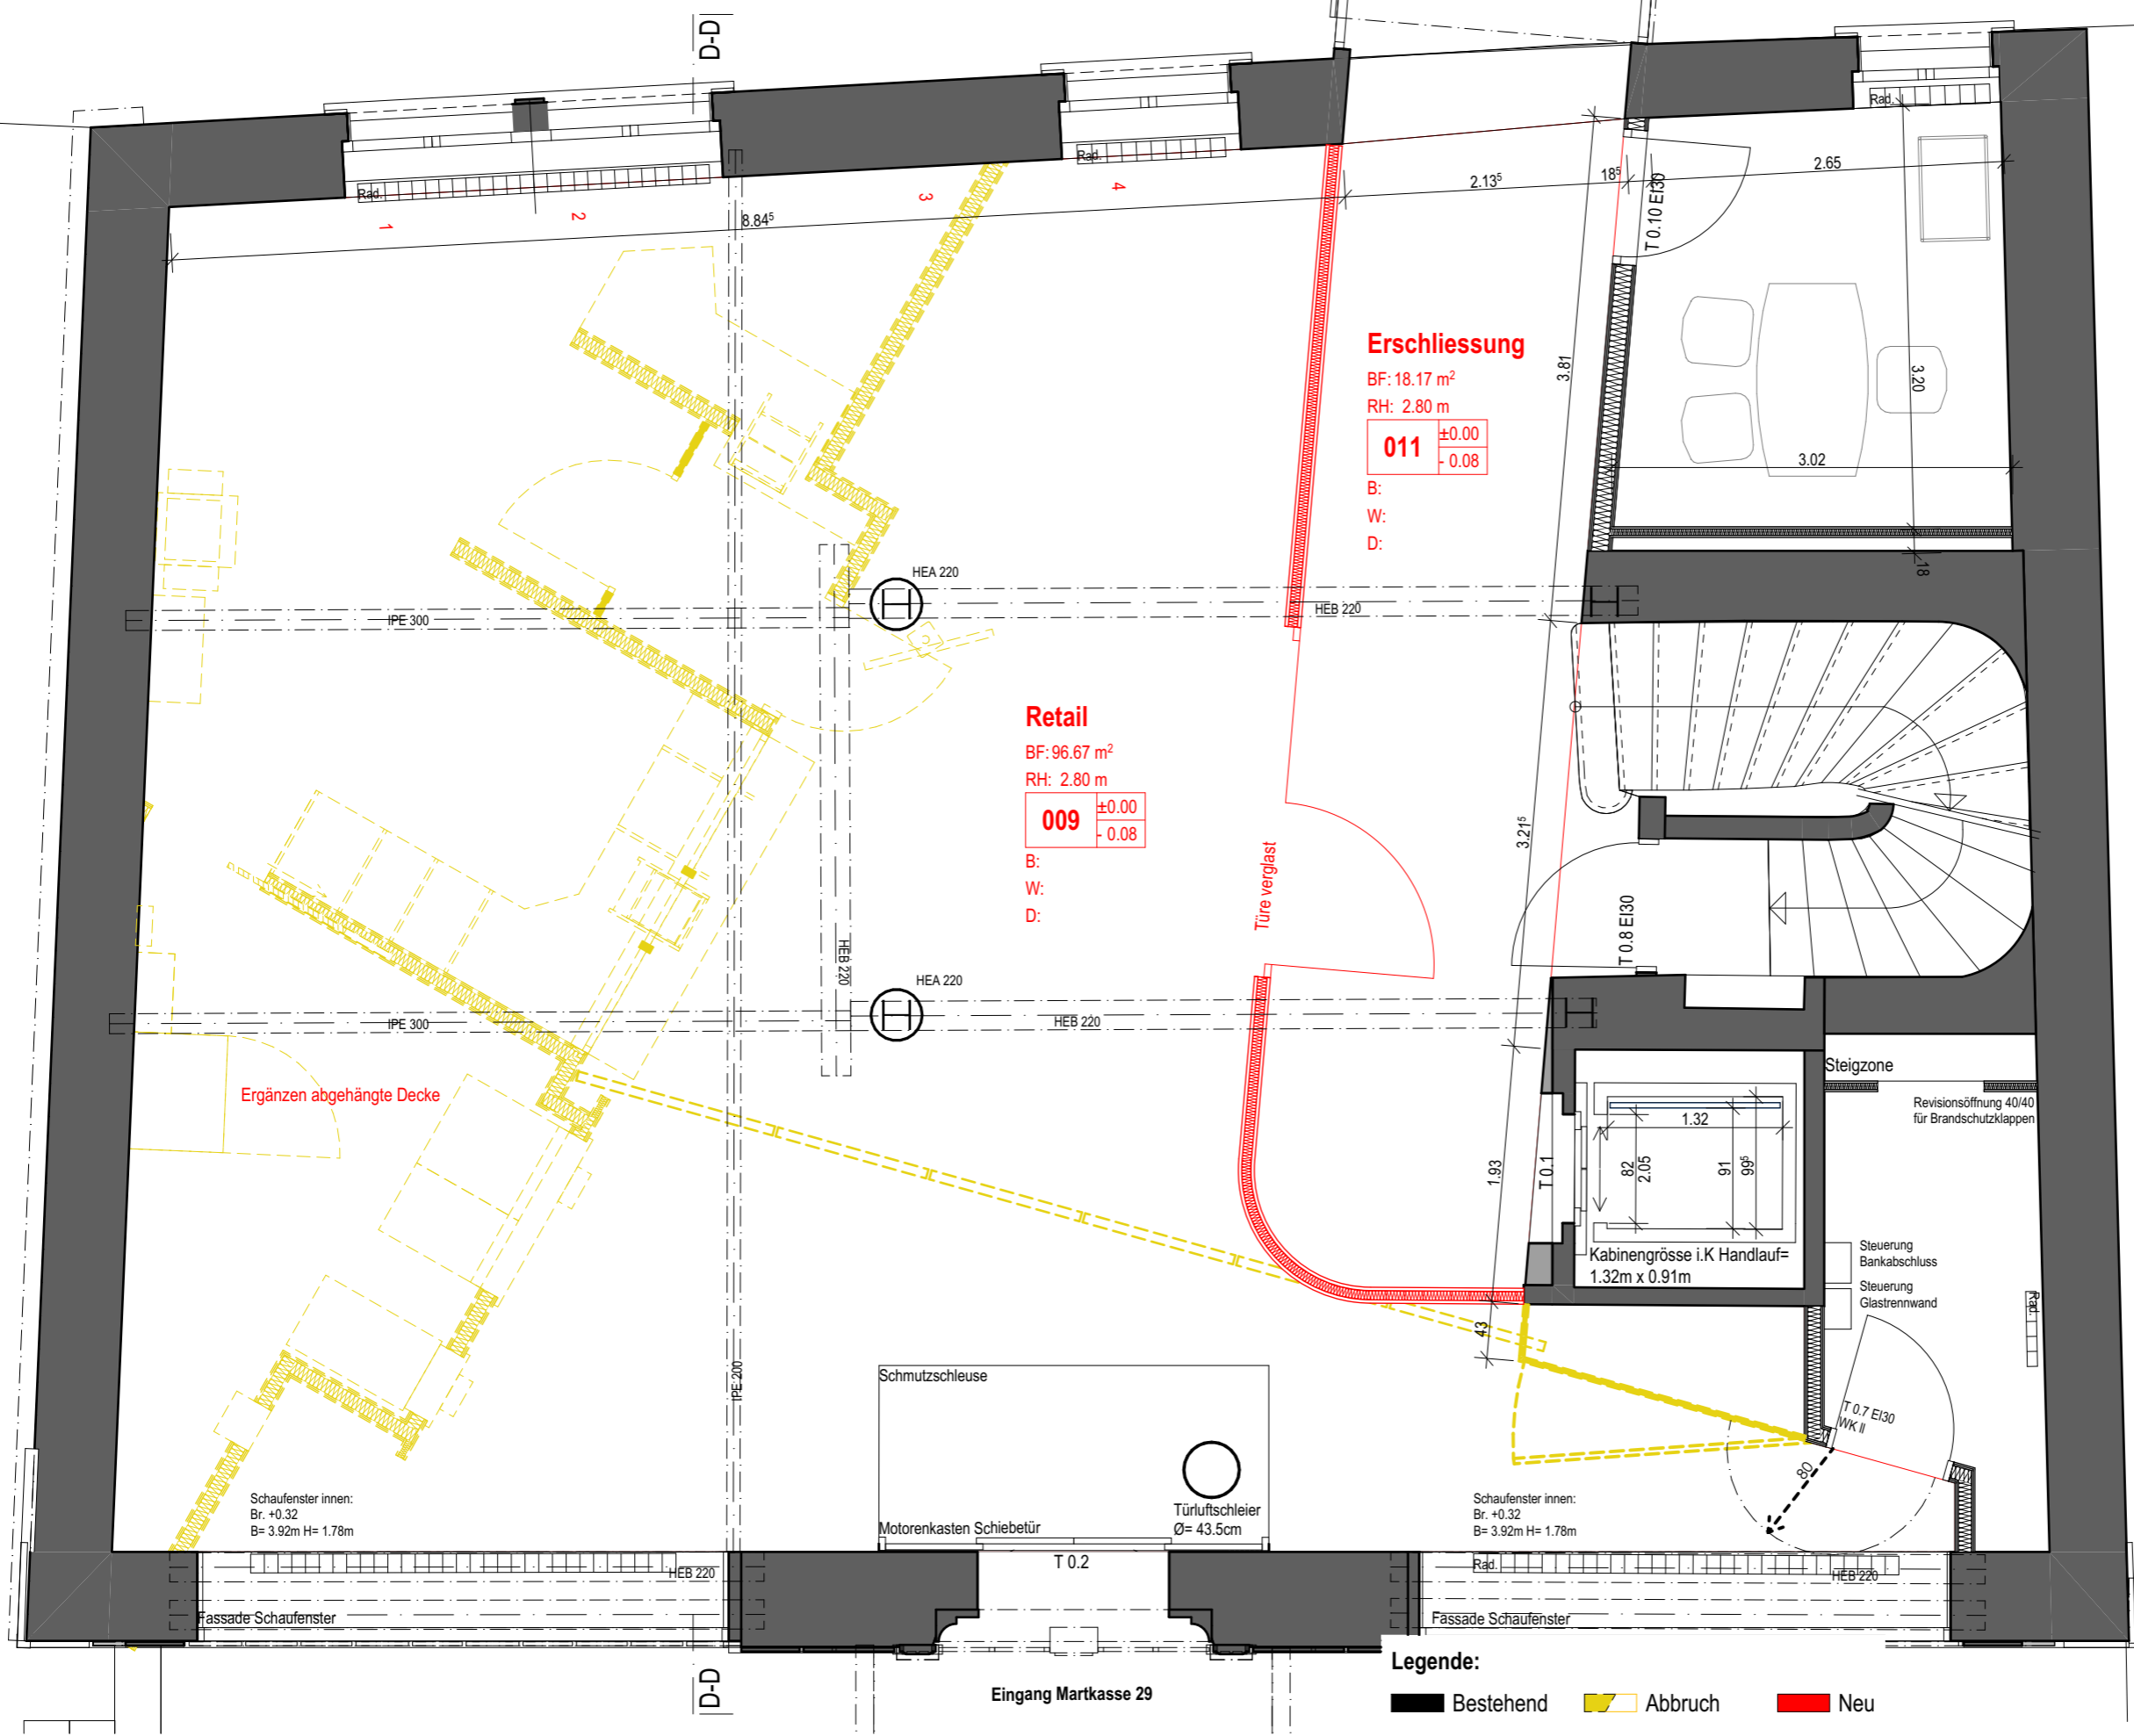 D-D
Rad.
Rad.
Rad.
1
2
3
4
8.84⁵
2.13⁵
18⁵
2.65
T 0.10 EI30
3.81
3.20
3.02
18
Erschliessung
BF: 18.17 m²
RH: 2.80 m
011
±0.00
- 0.08
B:
W:
D:
HEA 220
IPE 300
HEB 220
Retail
BF: 96.67 m²
RH: 2.80 m
009
±0.00
- 0.08
B:
W:
D:
Türe verglast
3.21⁵
T 0.8 EI30
HEB 220
HEA 220
IPE 300
HEB 220
Ergänzen abgehängte Decke
Steigzone
Revisionsöffnung 40/40
für Brandschutzklappen
1.32
82
2.05
91
99⁵
T 0.1
1.93
Kabinengrösse i.K Handlauf=
1.32m x 0.91m
Steuerung
Bankabschluss
Steuerung
Glastrennwand
Rad.
43
IPE 200
Schmutzschleuse
T 0.7 EI30
WK II
80
Schaufenster innen:
Br. +0.32
B= 3.92m H= 1.78m
Türluftschleier
Ø= 43.5cm
Motorenkasten Schiebetür
Schaufenster innen:
Br. +0.32
B= 3.92m H= 1.78m
T 0.2
Rad.
HEB 220
HEB 220
Fassade Schaufenster
Fassade Schaufenster
D-D
Eingang Martkasse 29
Legende:
Bestehend
Abbruch
Neu